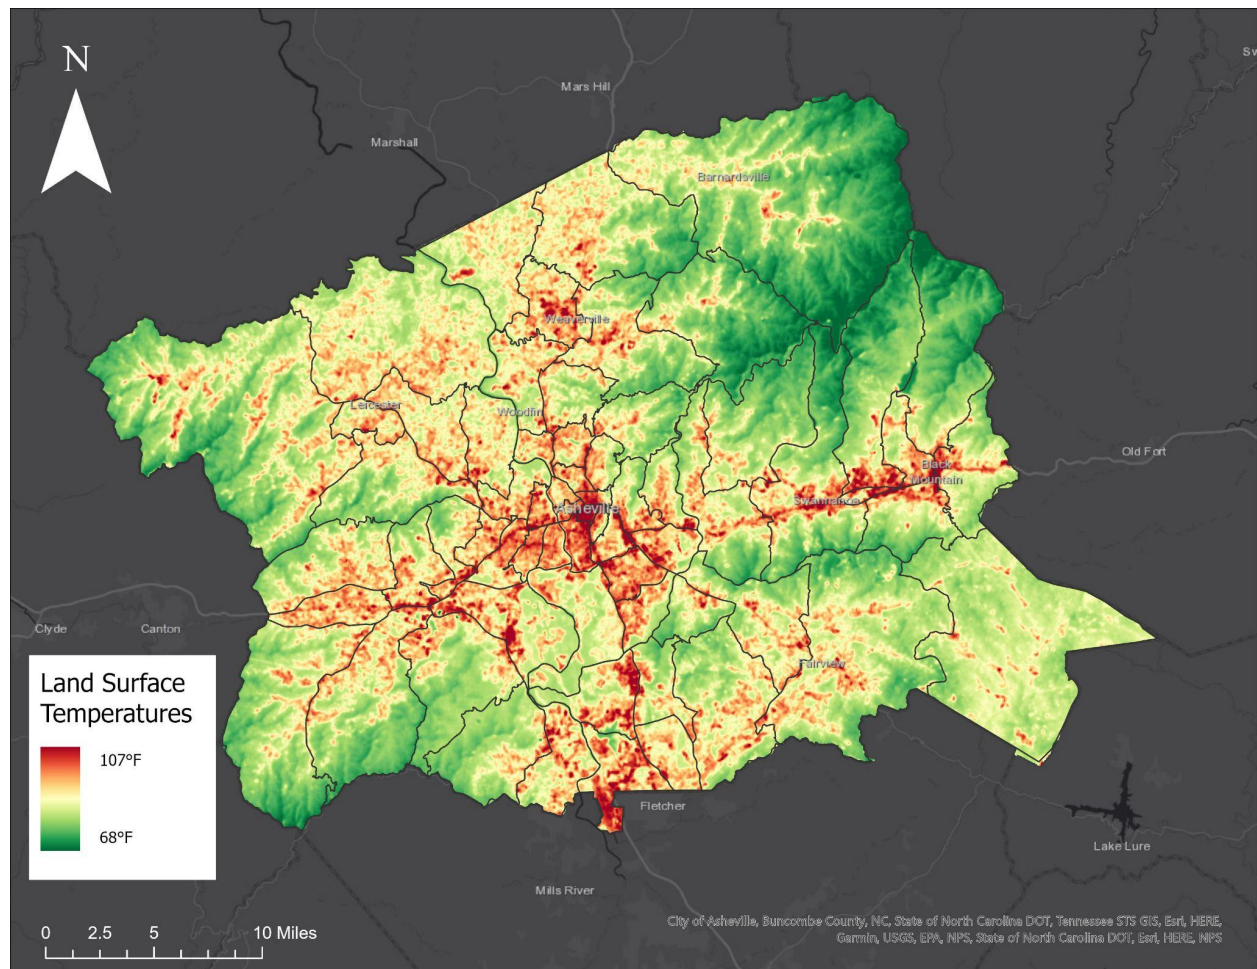 N
Sw
Mars Hill
Marshall
Barnardsville
Weaverville
Leicester
Woodfin
Old Fort
Black
Mountain
Swannanoa
Asheville
Clyde
Canton
Fairview
Land Surface
Temperatures
107°F
68°F
Fletcher
Lake Lure
Mills River
City of Asheville, Buncombe County, NC, State of North Carolina DOT, Tennessee STS GIS, Esri, HERE,
Garmin, USGS, EPA, NPS, State of North Carolina DOT, Esri, HERE, NPS
0 2.5 5 10 Miles